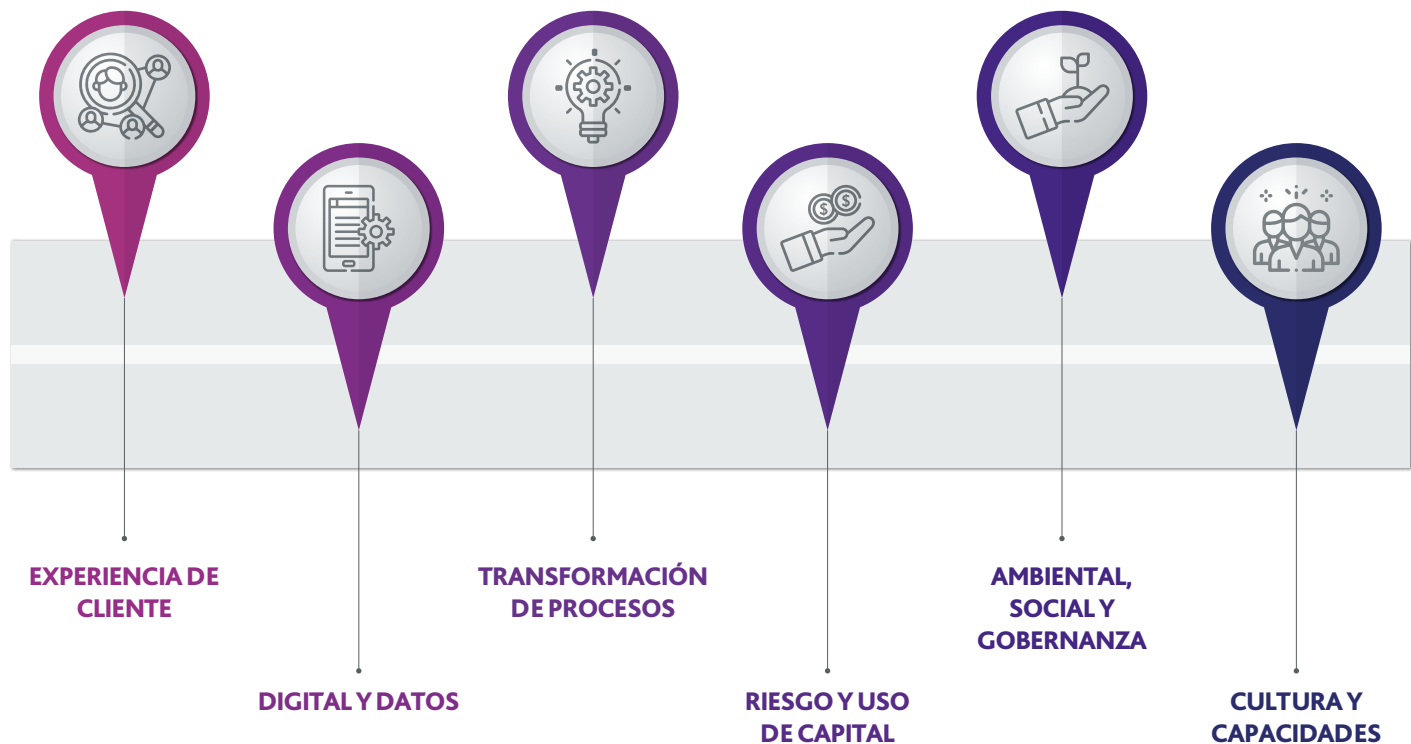 EXPERIENCIA DE
CLIENTE
DIGITAL Y DATOS
TRANSFORMACIÓN
DE PROCESOS
$ $
RIESGO Y USO
DE CAPITAL
AMBIENTAL,
SOCIAL Y
GOBERNANZA
CULTURA Y
CAPACIDADES